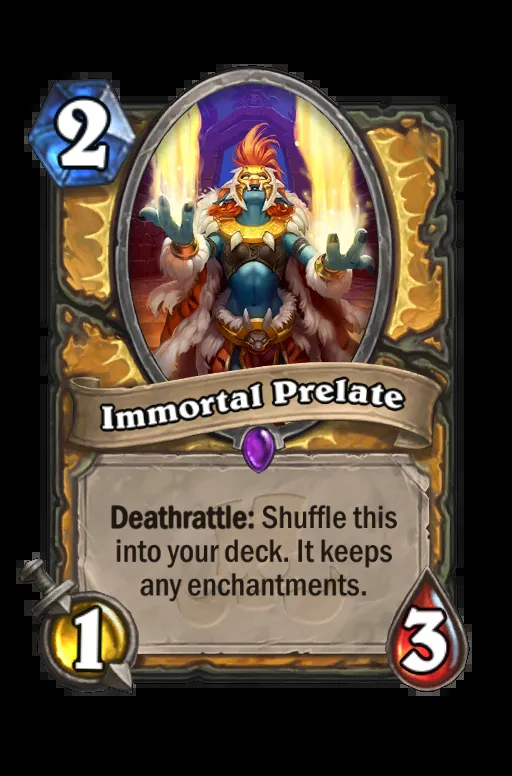 2
Immortal Prelate
Deathrattle: Shuffle this
into your deck. It keeps
any enchantments.
1
3